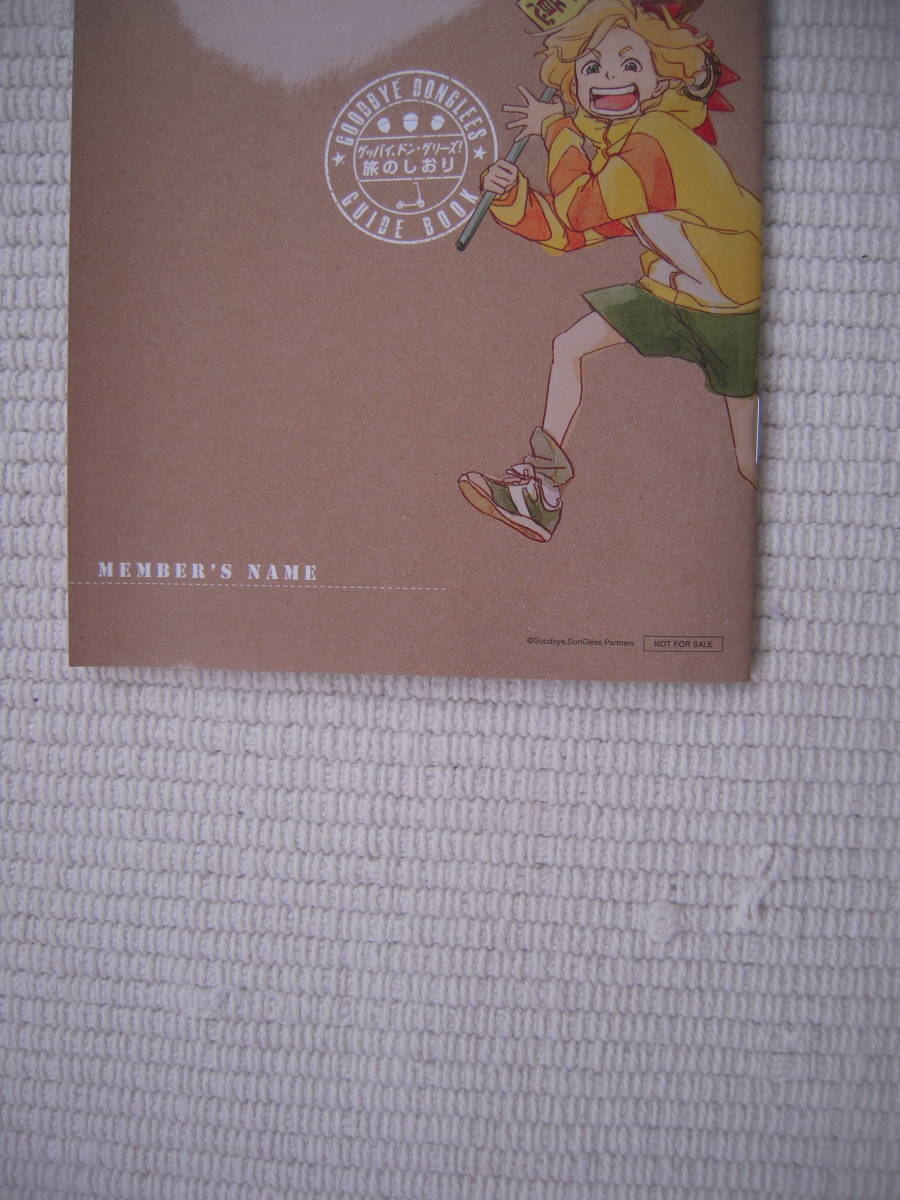 GOODBYE DONGLEES
グッバイ、ドン・グリーズ!
旅のしおり
GUIDE BOOK
MEMBER'S NAME
©Goodbye,DonGlees Partners
NOT FOR SALE